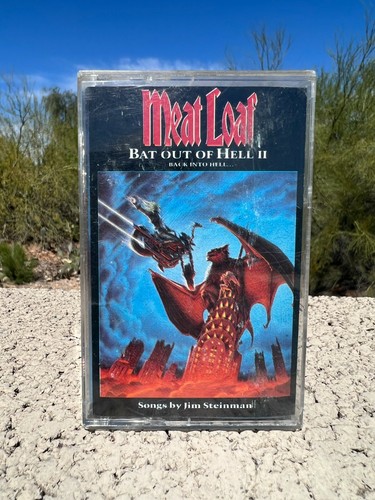 Meat Loaf
BAT OUT OF HELL II
BACK INTO HELL...
Songs by Jim Steinman